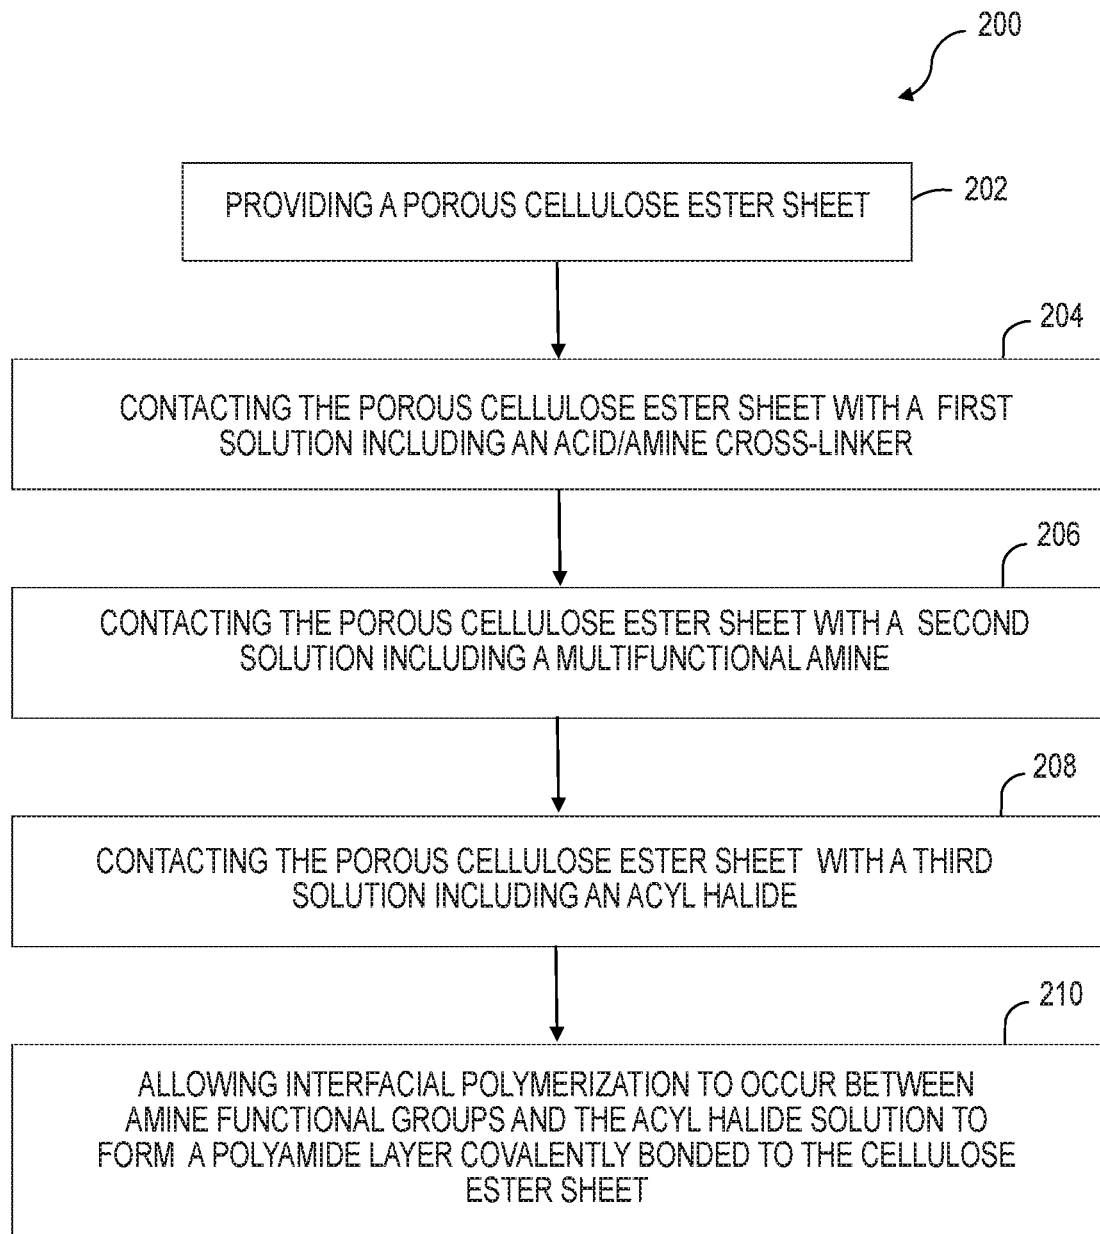 200
PROVIDING A POROUS CELLULOSE ESTER SHEET
202
204
CONTACTING THE POROUS CELLULOSE ESTER SHEET WITH A FIRST
SOLUTION INCLUDING AN ACID/AMINE CROSS-LINKER
206
CONTACTING THE POROUS CELLULOSE ESTER SHEET WITH A SECOND
SOLUTION INCLUDING A MULTIFUNCTIONAL AMINE
208
CONTACTING THE POROUS CELLULOSE ESTER SHEET WITH A THIRD
SOLUTION INCLUDING AN ACYL HALIDE
210
ALLOWING INTERFACIAL POLYMERIZATION TO OCCUR BETWEEN
AMINE FUNCTIONAL GROUPS AND THE ACYL HALIDE SOLUTION TO
FORM A POLYAMIDE LAYER COVALENTLY BONDED TO THE CELLULOSE
ESTER SHEET